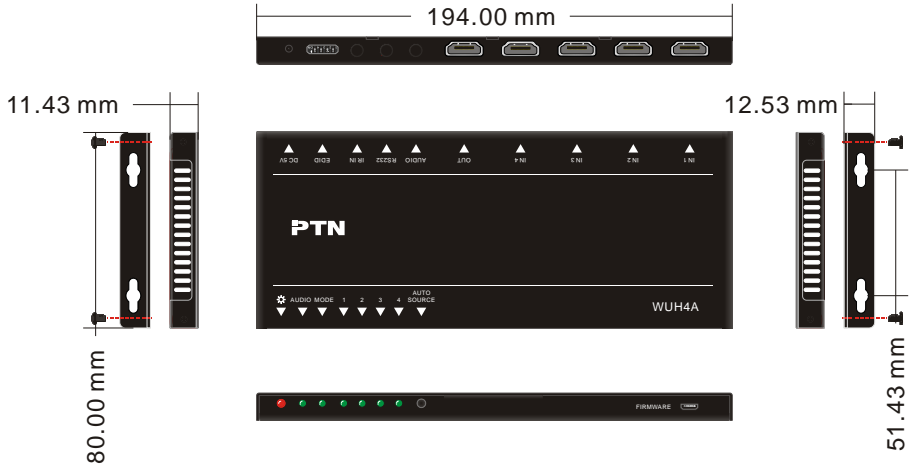 194.00 mm
11.43 mm
12.53 mm
DC 5V EDID IR IN RS232 AUDIO OUT IN 4 IN 3 IN 2 IN 1
PTN
AUDIO MODE 1 2 3 4 AUTO SOURCE
WUH4A
80.00 mm
51.43 mm
FIRMWARE